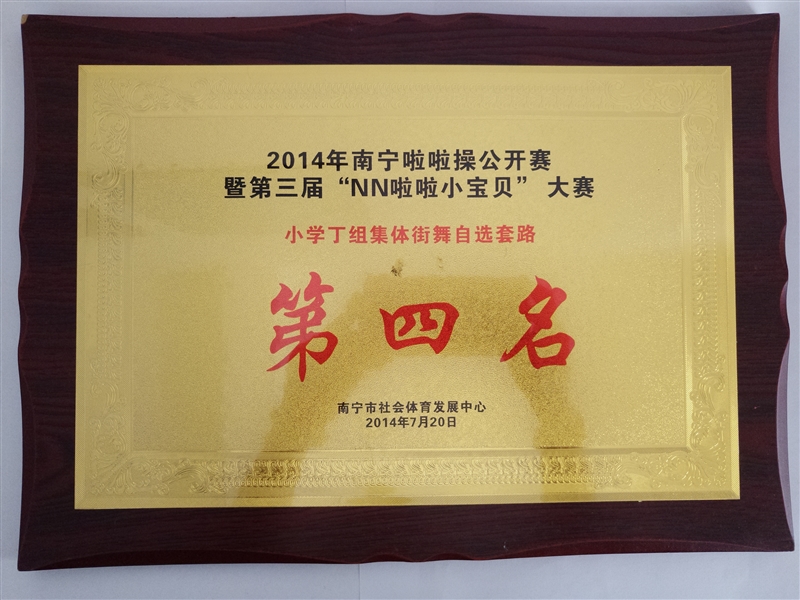 2014年南宁啦啦操公开赛
暨第三届“NN啦啦小宝贝” 大赛
小学丁组集体街舞自选套路
第四名
南宁市社会体育发展中心
2014年7月20日